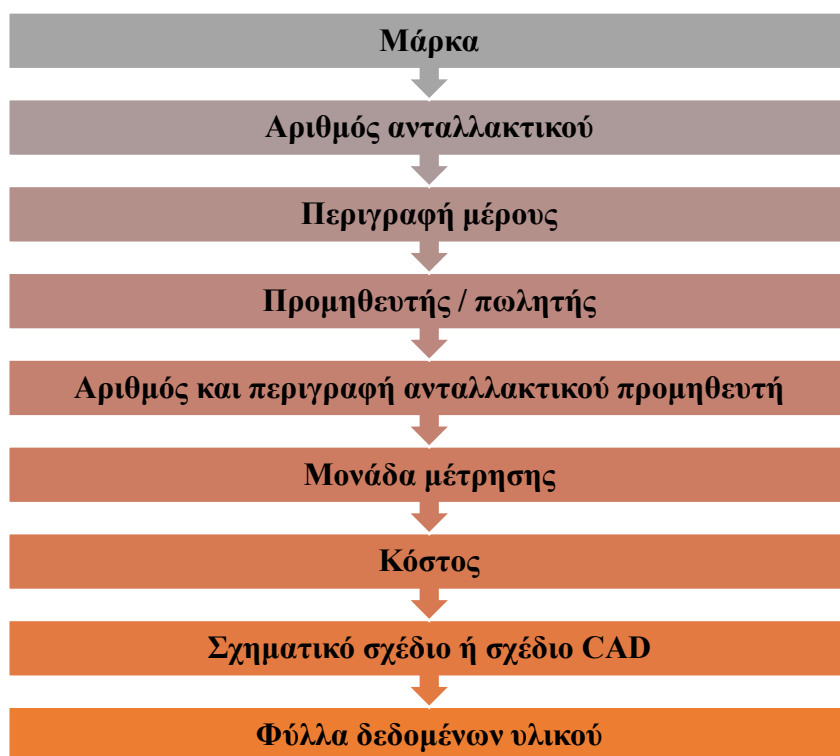 Μάρκα
Αριθμός ανταλλακτικού
Περιγραφή μέρους
Προμηθευτής / πωλητής
Αριθμός και περιγραφή ανταλλακτικού προμηθευτή
Μονάδα μέτρησης
Κόστος
Σχηματικό σχέδιο ή σχέδιο CAD
Φύλλα δεδομένων υλικού